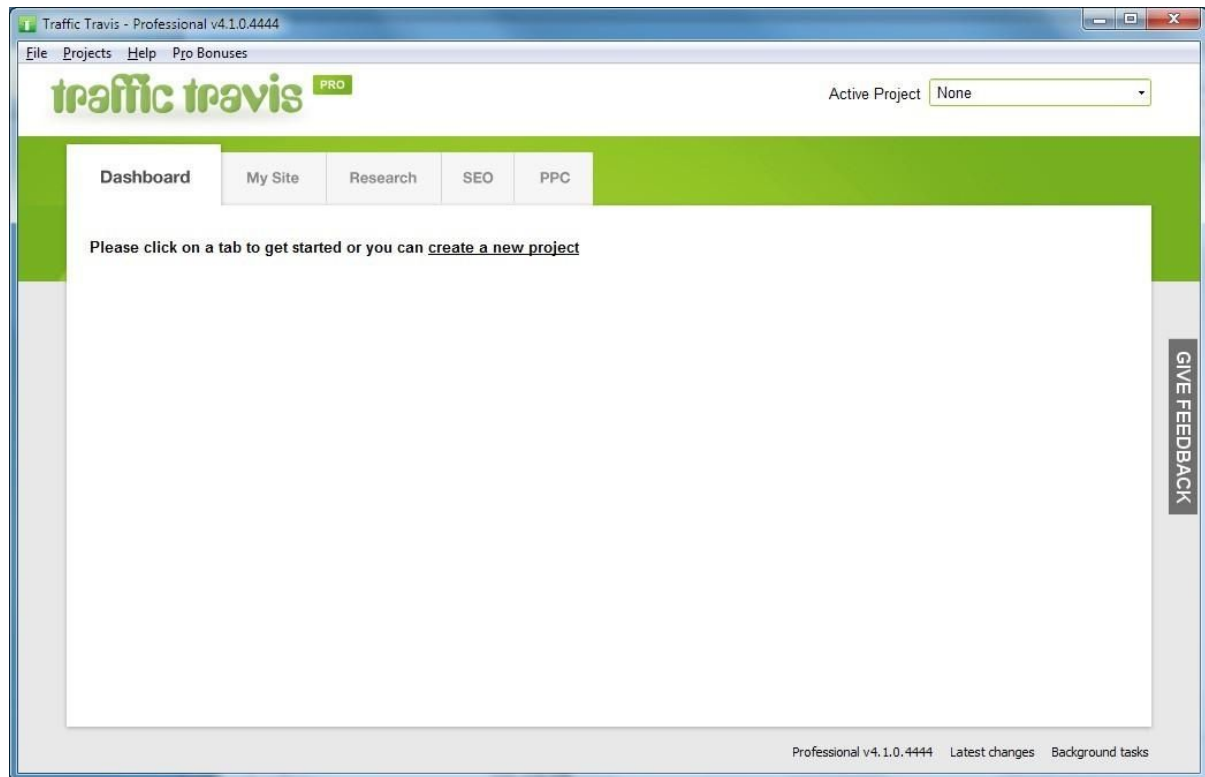 Traffic Travis - Professional v4.1.0.4444
File Projects Help Pro Bonuses
traffic travis PRO
Active Project None
Dashboard My Site Research SEO PPC
Please click on a tab to get started or you can create a new project
GIVE FEEDBACK
Professional v4.1.0.4444 Latest changes Background tasks